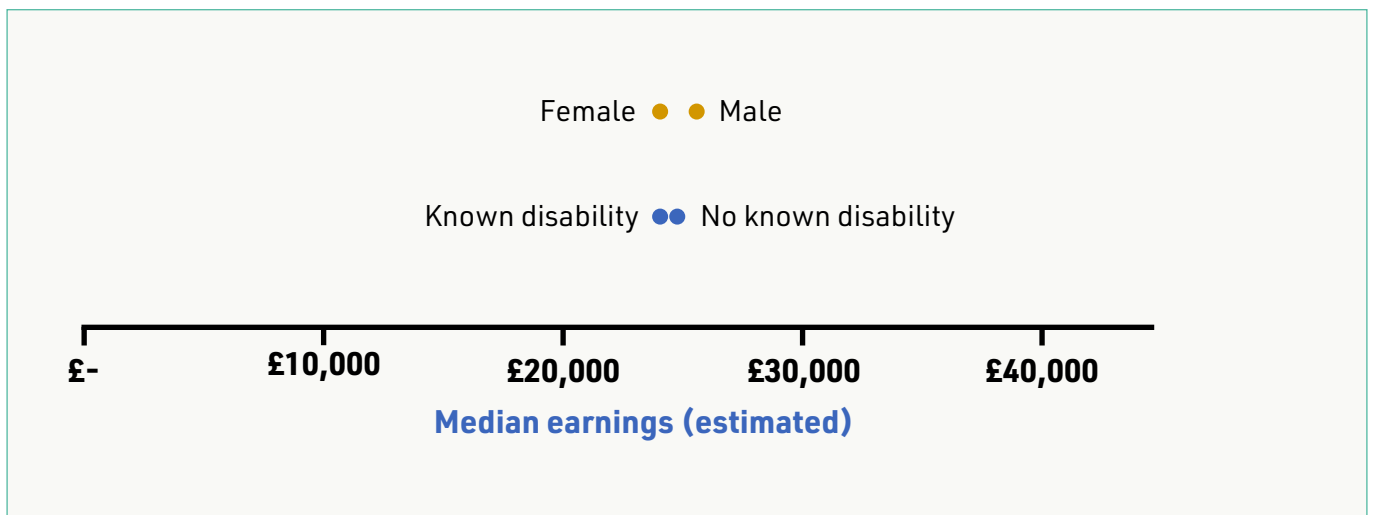 Female Male
Known disability No known disability
£- £10,000 £20,000 £30,000 £40,000
Median earnings (estimated)